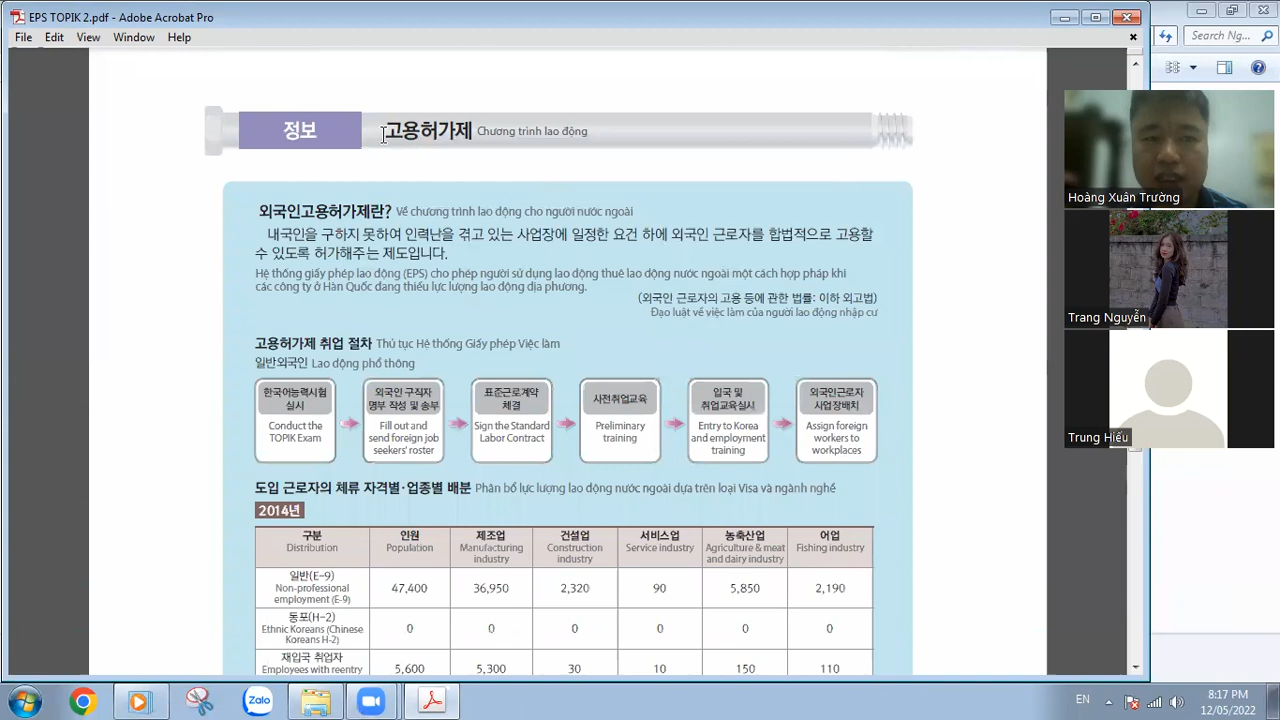 EPS TOPIK 2.pdf - Adobe Acrobat Pro
Search Ng...
File Edit View Window Help
정보
고용허가제 Chương trình lao động
외국인고용허가제란? Về chương trình lao động cho người nước ngoài
내국인을 구하지 못하여 인력난을 겪고 있는 사업장에 일정한 요건 하에 외국인 근로자를 합법적으로 고용할
수 있도록 허가해주는 제도입니다.
Hệ thống giấy phép lao động (EPS) cho phép người sử dụng lao động thuê lao động nước ngoài một cách hợp pháp khi
các công ty ở Hàn Quốc đang thiếu lực lượng lao động địa phương.
(외국인 근로자의 고용 등에 관한 법률: 이하 외고법)
Đạo luật về việc làm của người lao động nhập cư
고용허가제 취업 절차 Thủ tục Hệ thống Giấy phép Việc làm
일반외국인 Lao động phổ thông
한국어능력시험
실시
Conduct the
TOPIK Exam
외국인 구직자
명부 작성 및 송부
Fill out and
send foreign job
seekers' roster
표준근로계약
체결
Sign the Standard
Labor Contract
사전취업교육
Preliminary
training
입국 및
취업교육실시
Entry to Korea
and employment
training
외국인근로자
사업장배치
Assign foreign
workers to
workplaces
도입 근로자의 체류 자격별·업종별 배분 Phân bổ lực lượng lao động nước ngoài dựa trên loại Visa và ngành nghề
2014년
구분
Distribution
인원
Population
제조업
Manufacturing
industry
건설업
Construction
industry
서비스업
Service industry
농축산업
Agriculture & meat
and dairy industry
어업
Fishing industry
일반(E-9)
Non-professional
employment (E-9)
47,400 36,950 2,320 90 5,850 2,190
동포(H-2)
Ethnic Koreans (Chinese
Koreans H-2)
0 0 0 0 0 0
재입국 취업자
Employees with reentry
5,600 5,300 30 10 150 110
Hoàng Xuân Trường
Trang Nguyễn
Trung Hiếu
Zalo
EN
8:17 PM
12/05/2022